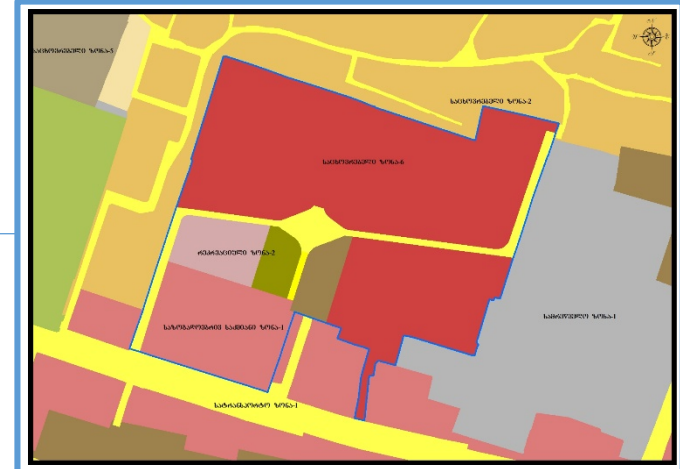 საცხოვრებელი ზონა-5
საცხოვრებელი ზონა-2
საცხოვრებელი ზონა-6
რეკრეაციული ზონა-2
საზოგადოებრივ საქმიანი ზონა-1
სამრეწველო ზონა-1
სატრანსპორტო ზონა-1